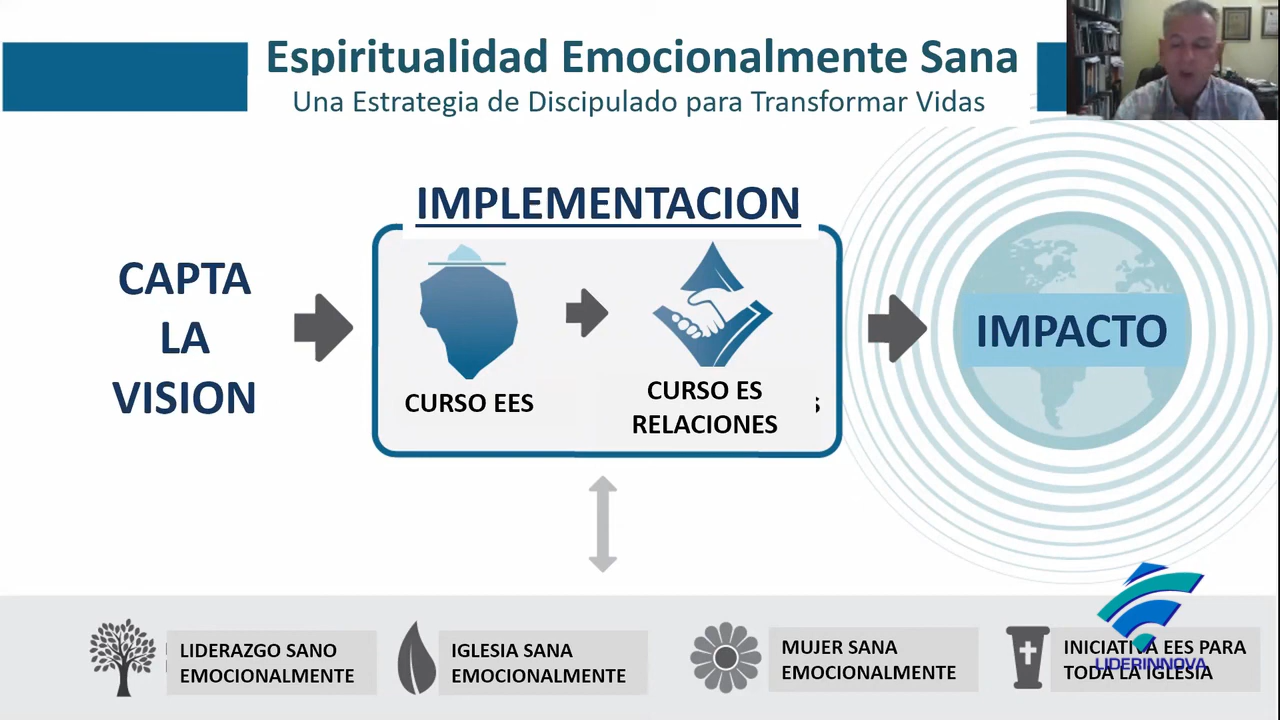 Espiritualidad Emocionalmente Sana
Una Estrategia de Discipulado para Transformar Vidas
IMPLEMENTACION
CAPTA
LA
VISION
CURSO EES
CURSO ES
RELACIONES
IMPACTO
LIDERAZGO SANO
EMOCIONALMENTE
IGLESIA SANA
EMOCIONALMENTE
MUJER SANA
EMOCIONALMENTE
INICIATIVA EES PARA
TODA LA IGLESIA
LIDERINNOVA